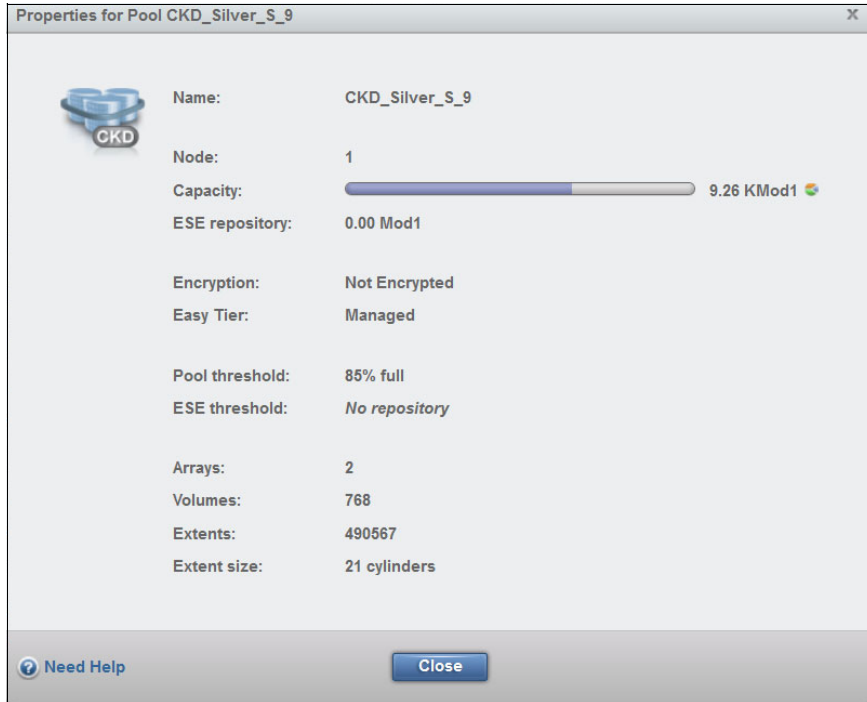 Properties for Pool CKD_Silver_S_9 X
CKD
Name: CKD_Silver_S_9
Node: 1
Capacity: 9.26 KMod1
ESE repository: 0.00 Mod1
Encryption: Not Encrypted
Easy Tier: Managed
Pool threshold: 85% full
ESE threshold: No repository
Arrays: 2
Volumes: 768
Extents: 490567
Extent size: 21 cylinders
? Need Help Close